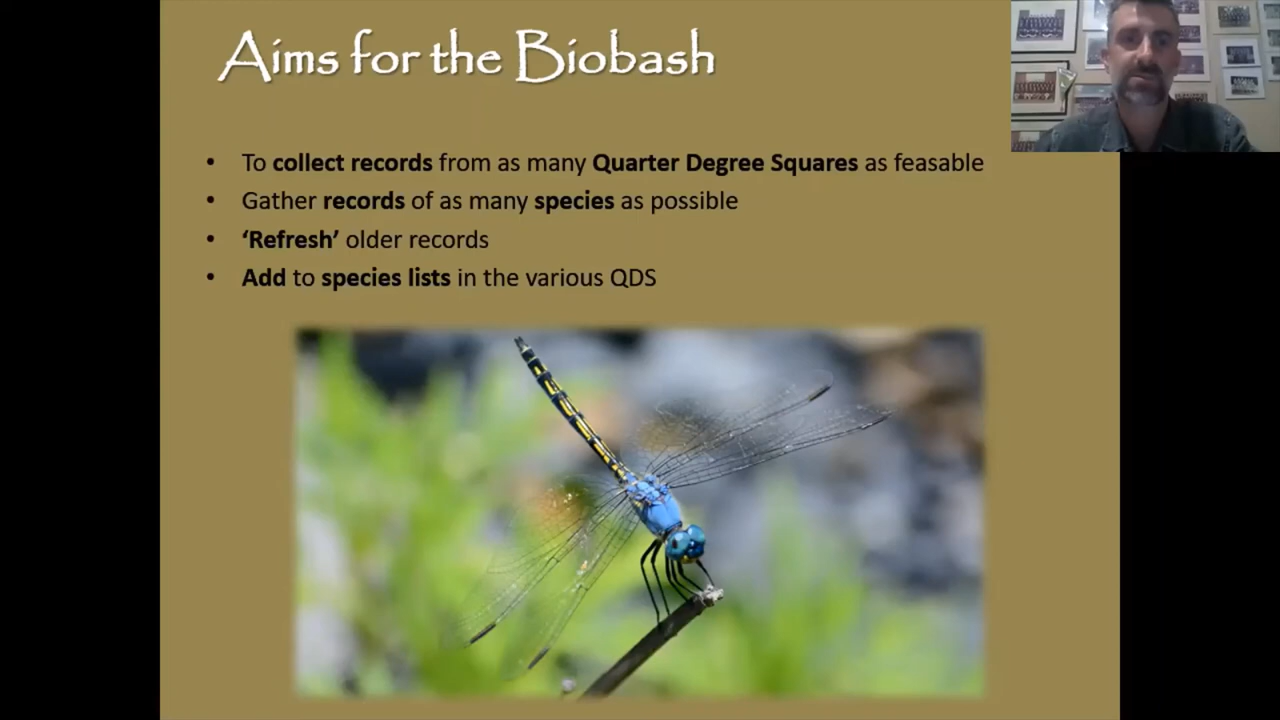 Aims for the Biobash
• To collect records from as many Quarter Degree Squares as feasable
• Gather records of as many species as possible
• ‘Refresh’ older records
• Add to species lists in the various QDS